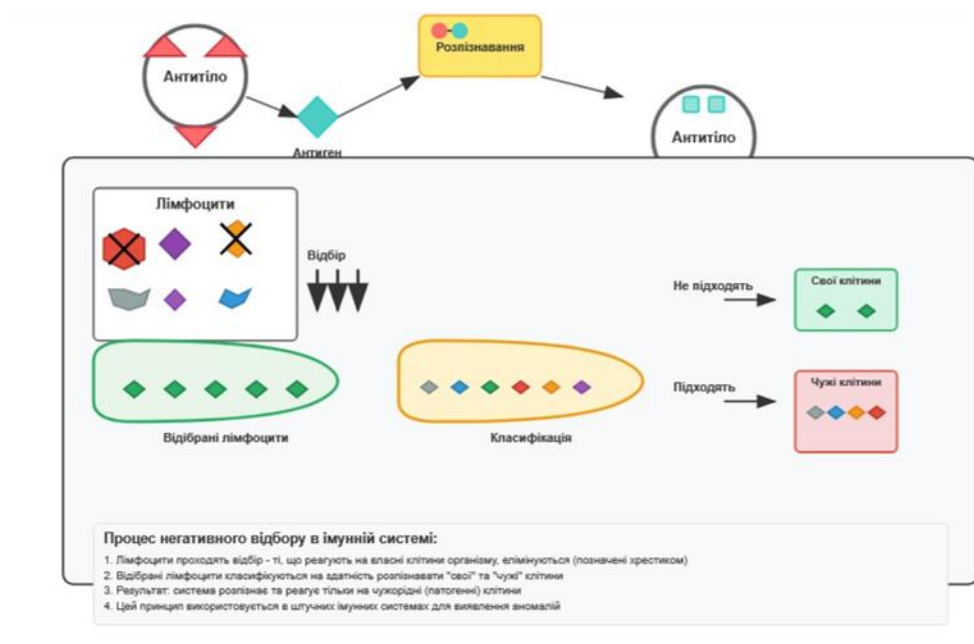 Розпізнавання
Антитіло
Антиген
Антитіло
Лімфоцити
Відбір
Не підходять
Свої клітини
Підходять
Чужі клітини
Відібрані лімфоцити
Класифікація
Процес негативного відбору в імунній системі:
1. Лімфоцити проходять відбір - ті, що реагують на власні клітини організму, елімінуються (позначені хрестиком)
2. Відібрані лімфоцити класифікуються на здатність розпізнавати "свої" та "чужі" клітини
3. Результат: система розпізнає та реагує тільки на чужорідні (патогенні) клітини
4. Цей принцип використовується в штучних імунних системах для виявлення аномалій